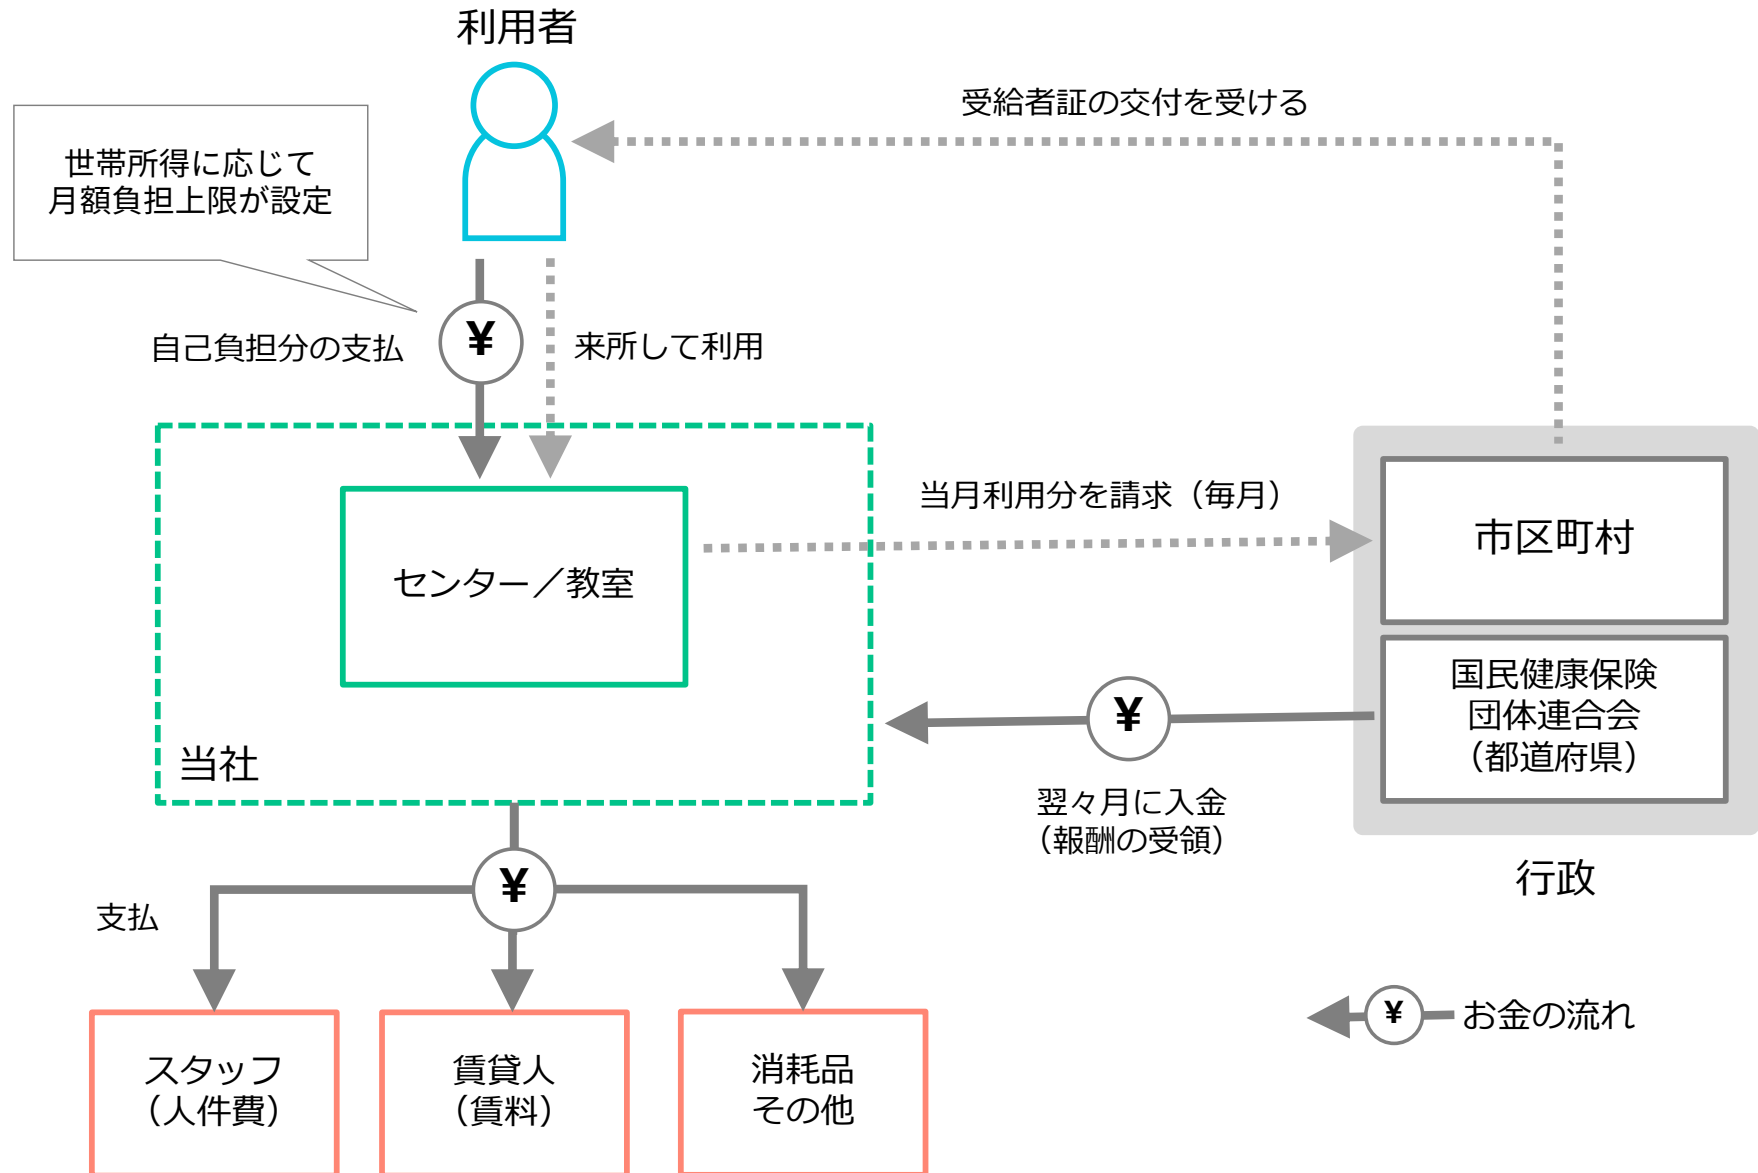 利用者
受給者証の交付を受ける
世帯所得に応じて
月額負担上限が設定
¥
自己負担分の支払
来所して利用
当月利用分を請求（毎月）
市区町村
センター／教室
国民健康保険
団体連合会
（都道府県）
¥
当社
翌々月に入金
（報酬の受領）
行政
¥
支払
¥
お金の流れ
スタッフ
（人件費）
賃貸人
（賃料）
消耗品
その他